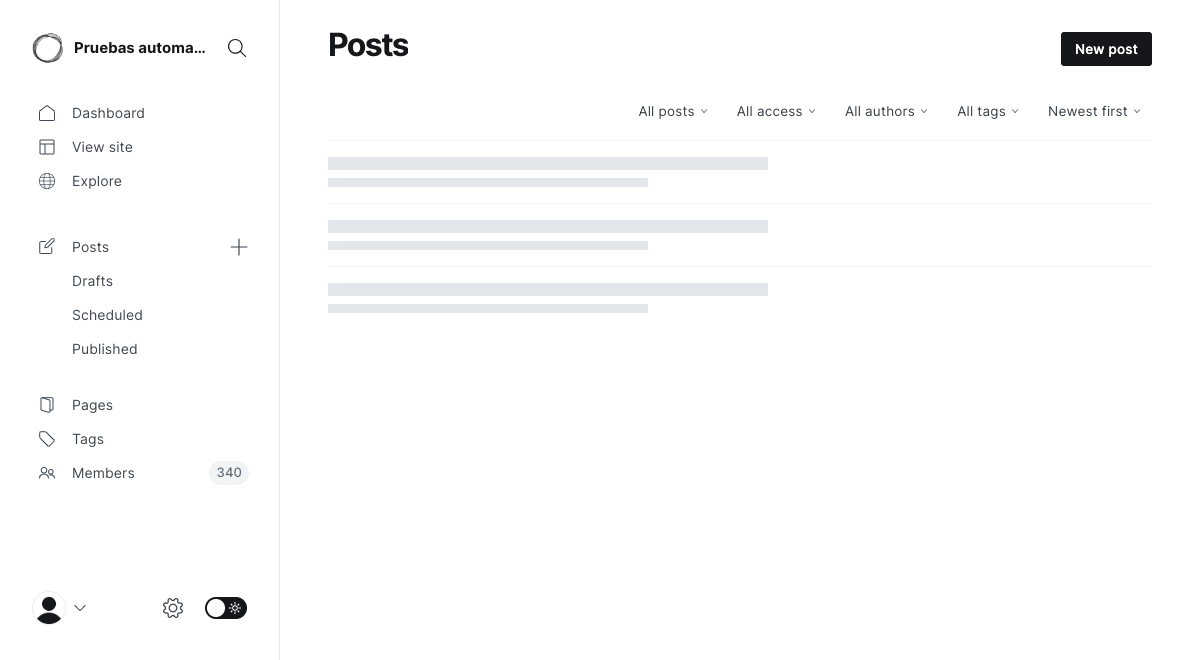 Pruebas automa...
Dashboard
View site
Explore
Posts
Drafts
Scheduled
Published
Pages
Tags
Members 340
Posts
New post
All posts All access All authors All tags Newest first